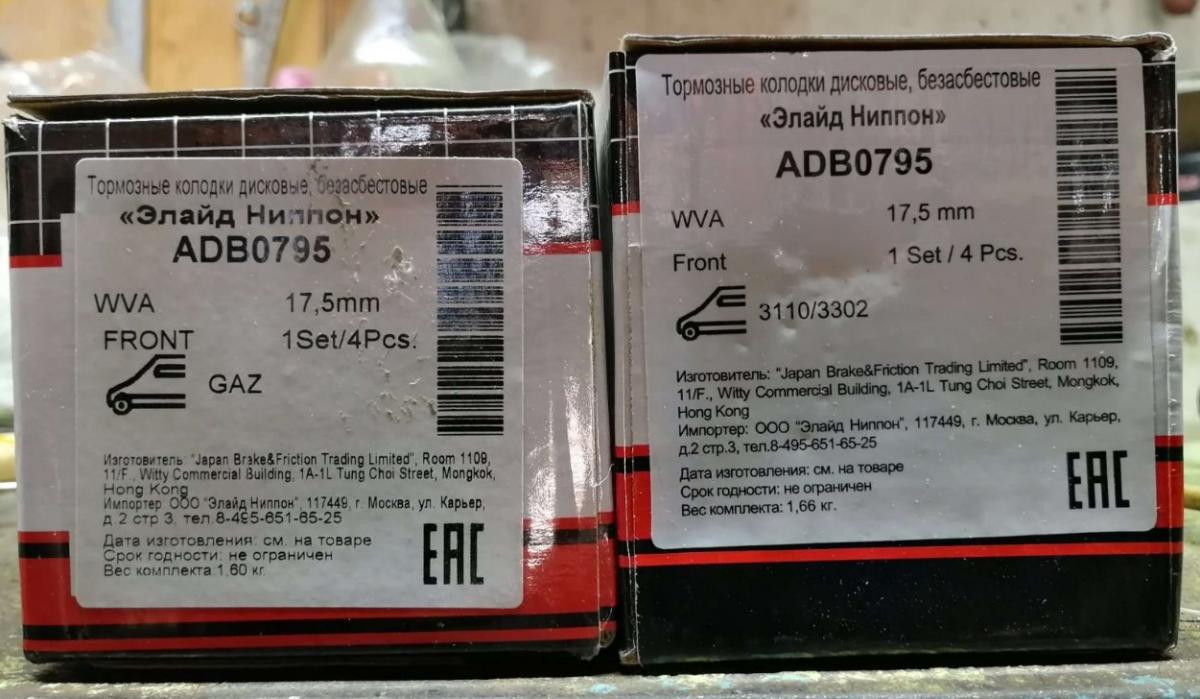 Тормозные колодки дисковые, безасбестовые
«Элайд Ниппон»
ADB0795
WVA 17,5mm
FRONT 1Set/4Pcs.
GAZ
Изготовитель: "Japan Brake&Friction Trading Limited", Room 1109,
11/F., Witty Commercial Building, 1A-1L Tung Choi Street, Mongkok,
Hong Kong
Импортер: ООО "Элайд Ниппон", 117449, г. Москва, ул. Карьер,
д.2 стр 3, тел.8-495-651-65-25
Дата изготовления: см. на товаре
Срок годности: не ограничен
Вес комплекта:1,60 кг.
EAC
Тормозные колодки дисковые, безасбестовые
«Элайд Ниппон»
ADB0795
WVA 17,5 mm
Front 1 Set / 4 Pcs.
3110/3302
Изготовитель: "Japan Brake&Friction Trading Limited", Room 1109,
11/F., Witty Commercial Building, 1A-1L Tung Choi Street, Mongkok,
Hong Kong
Импортер: ООО "Элайд Ниппон", 117449, г. Москва, ул. Карьер,
д.2 стр.3, тел.8-495-651-65-25
Дата изготовления: см. на товаре
Срок годности: не ограничен
Вес комплекта: 1,66 кг.
EAC